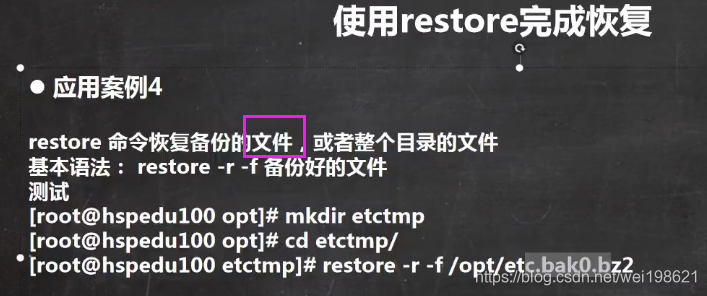 使用restore完成恢复
● 应用案例4
restore 命令恢复备份的文件，或者整个目录的文件
基本语法： restore -r -f 备份好的文件
测试
[root@hspedu100 opt]# mkdir etctmp
[root@hspedu100 opt]# cd etctmp/
[root@hspedu100 etctmp]# restore -r -f /opt/etc.bak0.bz2
https://blog.csdn.net/wei198621